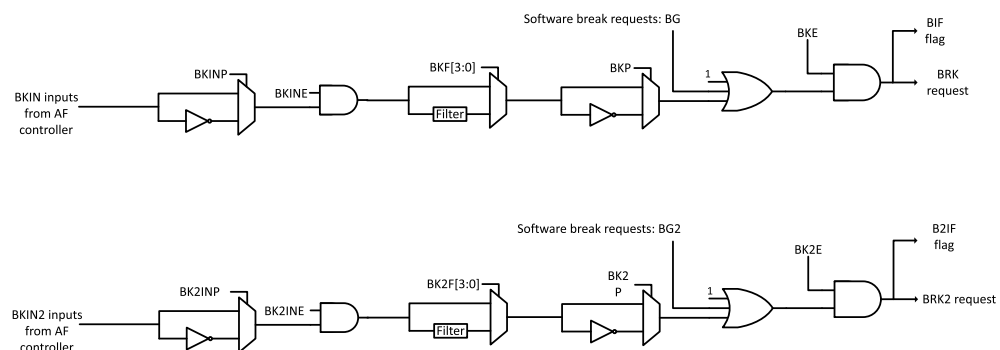 Software break requests: BG
BIF
flag
BKE
BKINP
BKF[3:0]
BKP
1
BRK
request
BKINE
BKIN inputs
from AF
controller
Filter
Software break requests: BG2
B2IF
flag
BK2E
BK2INP
BK2F[3:0]
BK2
P
1
BRK2 request
BK2INE
BKIN2 inputs
from AF
controller
Filter